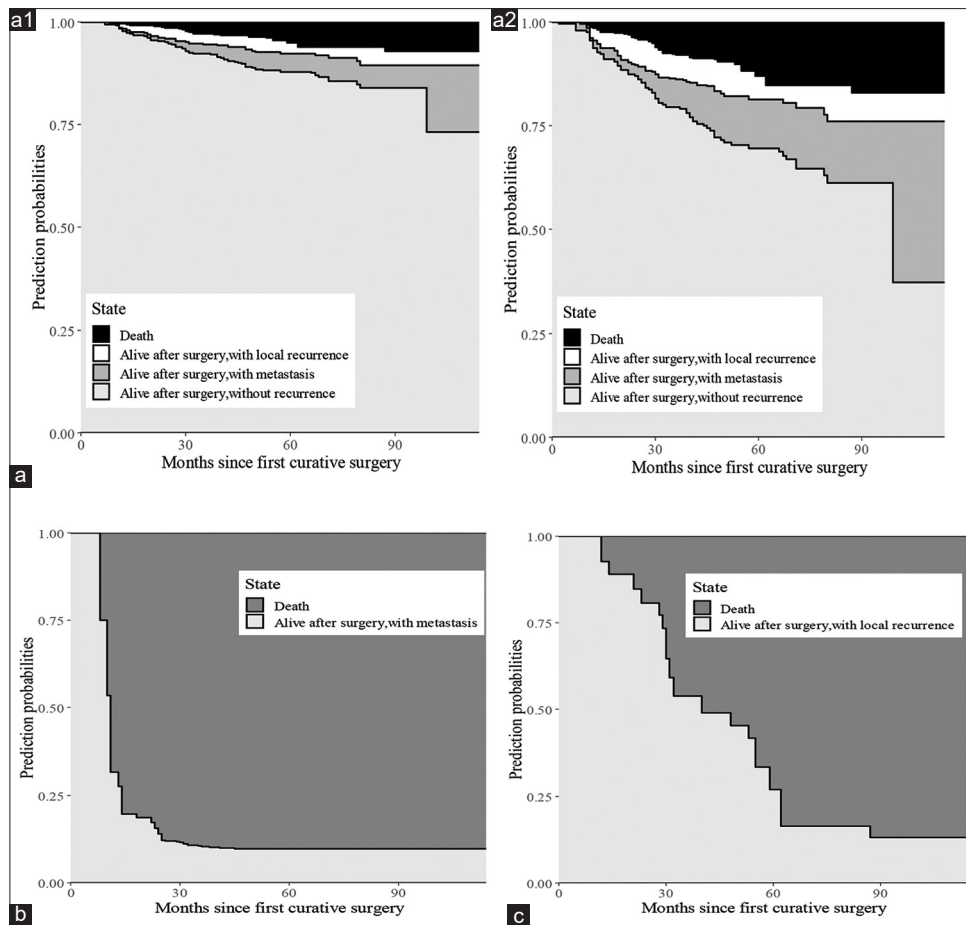 a1
1.00
0.75
0.50
0.25
0.00
Prediction probabilities
State
Death
Alive after surgery,with local recurrence
Alive after surgery,with metastasis
Alive after surgery,without recurrence
0
30
60
90
Months since first curative surgery
a2
1.00
0.75
0.50
0.25
0.00
Prediction probabilities
State
Death
Alive after surgery,with local recurrence
Alive after surgery,with metastasis
Alive after surgery,without recurrence
0
30
60
90
Months since first curative surgery
a
1.00
0.75
0.50
0.25
0.00
Prediction probabilities
State
Death
Alive after surgery,with metastasis
0
30
60
90
Months since first curative surgery
b
1.00
0.75
0.50
0.25
0.00
Prediction probabilities
State
Death
Alive after surgery,with local recurrence
0
30
60
90
Months since first curative surgery
c